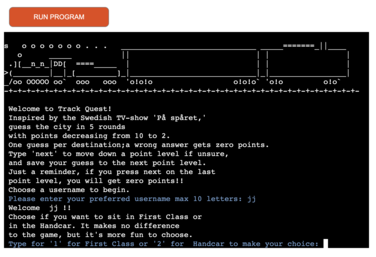 RUN PROGRAM
Welcome to Track Quest!
Inspired by the Swedish TV-show 'På spåret,'
guess the city in 5 rounds
with points decreasing from 10 to 2.
One guess per destination;a wrong answer gets zero points.
Type 'next' to move down a point level if unsure,
and save your guess to the next point level.
Just a reminder, if you press next on the last
point level, you will get zero points!!
Choose a username to begin.
Please enter your preferred username max 10 letters: jj
Welcome  jj !!
Choose if you want to sit in First Class or
in the Handcar. It makes no difference
to the game, but it's more fun to choose.
Type for '1' for First Class or '2' for  Handcar to make your choice: